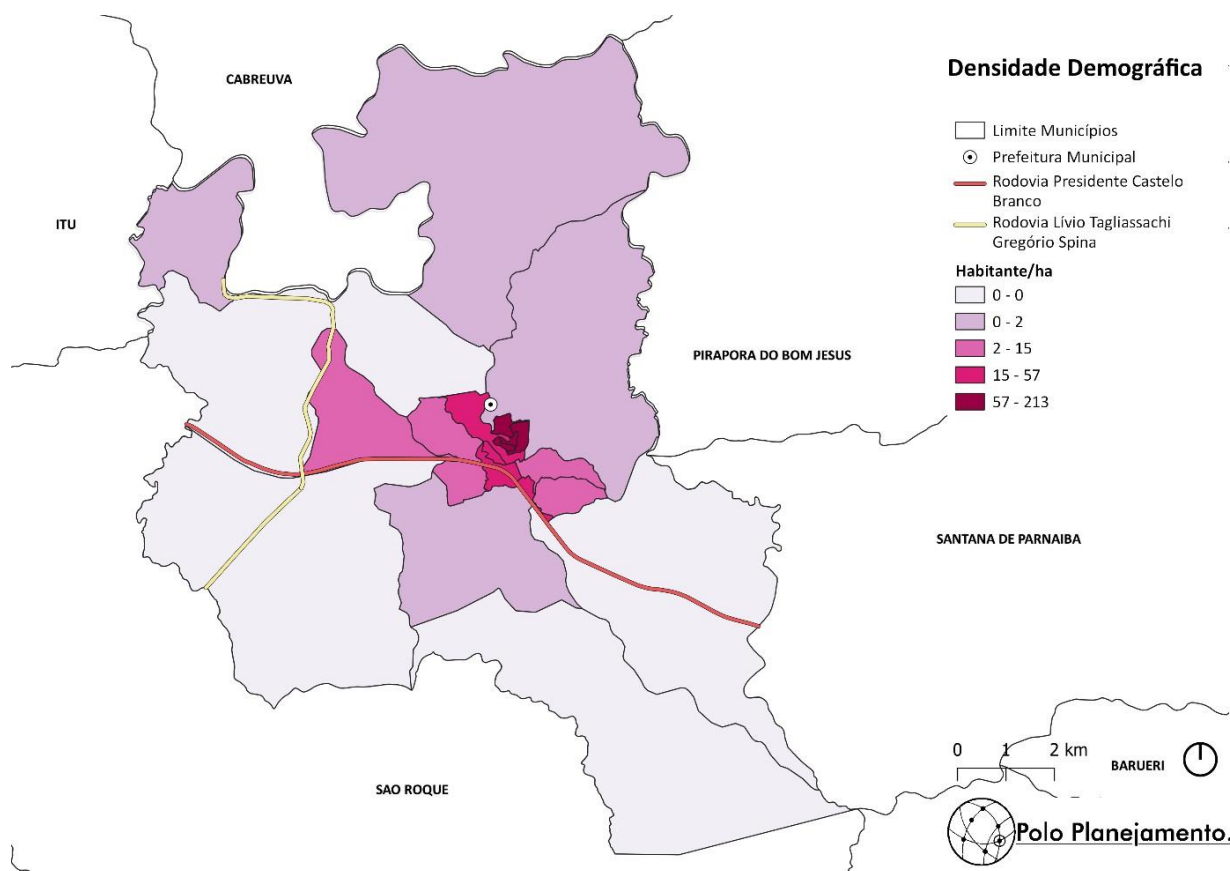 CABREUVA
ITU
PIRAPORA DO BOM JESUS
SANTANA DE PARNAIBA
SAO ROQUE
BARUERI
Densidade Demográfica
Limite Municípios
Prefeitura Municipal
Rodovia Presidente Castelo
Branco
Rodovia Lívio Tagliassachi
Gregório Spina
Habitante/ha
0 - 0
0 - 2
2 - 15
15 - 57
57 - 213
0 1 2 km
Polo Planejamento.